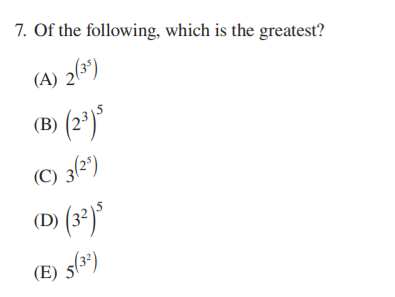 7. Of the following, which is the greatest?
(A) 2^(3^5)
(B) (2^3)^5
(C) 3^(2^5)
(D) (3^2)^5
(E) 5^(3^2)